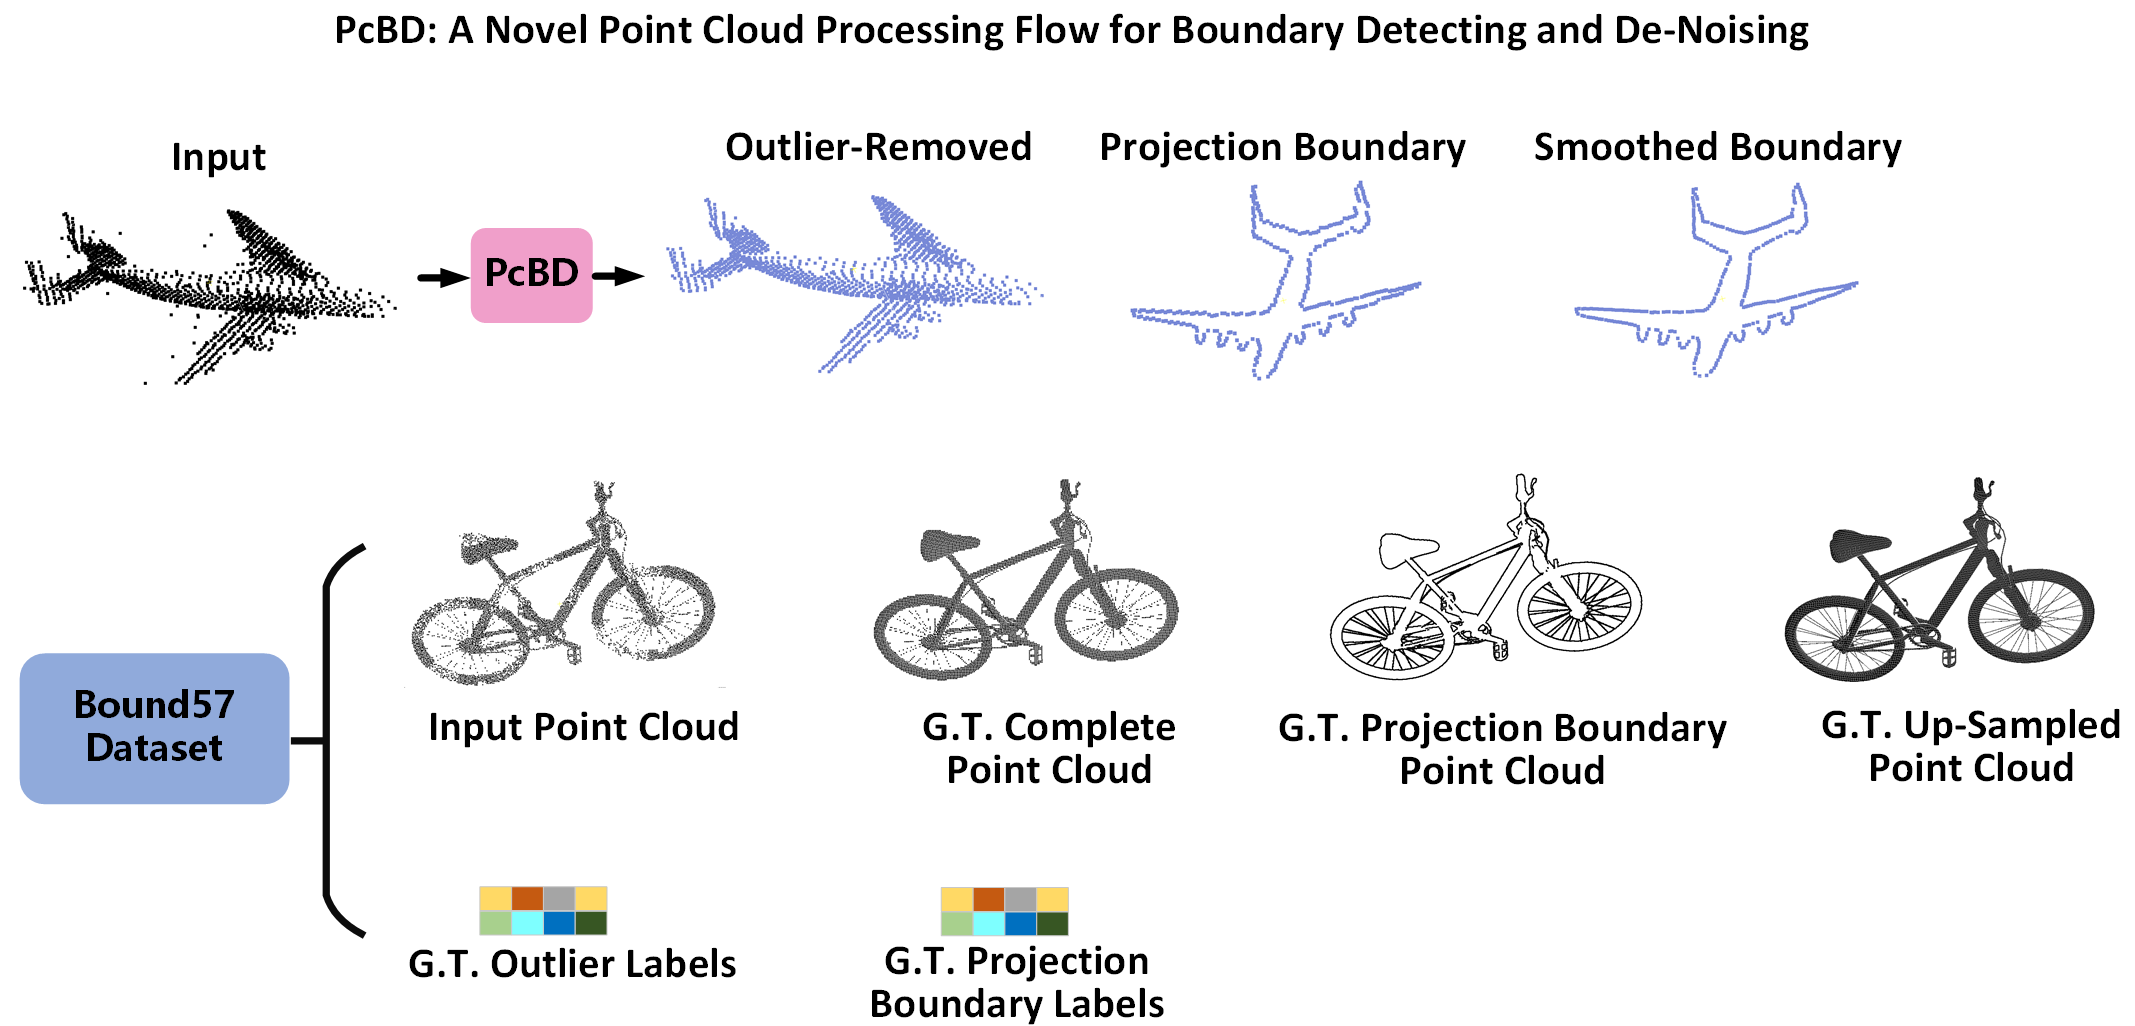 PcBD: A Novel Point Cloud Processing Flow for Boundary Detecting and De-Noising
Input
Outlier-Removed
Projection Boundary
Smoothed Boundary
PcBD
Bound57
Dataset
Input Point Cloud
G.T. Complete
Point Cloud
G.T. Projection Boundary
Point Cloud
G.T. Up-Sampled
Point Cloud
G.T. Outlier Labels
G.T. Projection
Boundary Labels